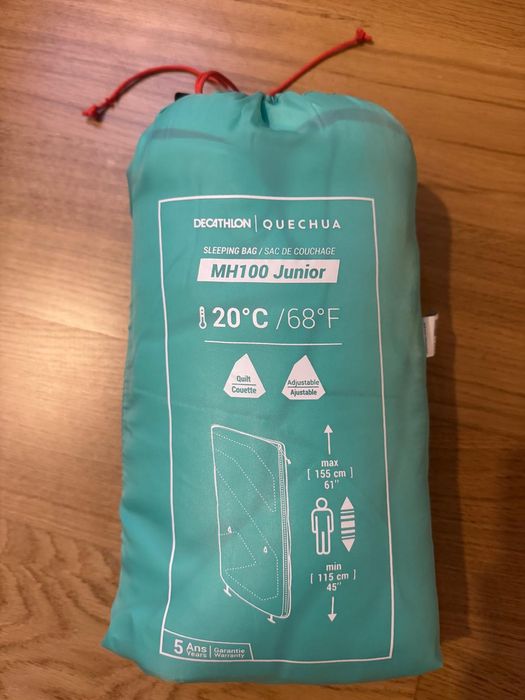 DECATHLON | QUECHUA
SLEEPING BAG / SAC DE COUCHAGE
MH100 Junior
20°C /68°F
Quilt
Couette
Adjustable
Ajustable
max
[ 155 cm ]
61"
min
[ 115 cm ]
45"
5 Ans
Years
Garantie
Warranty